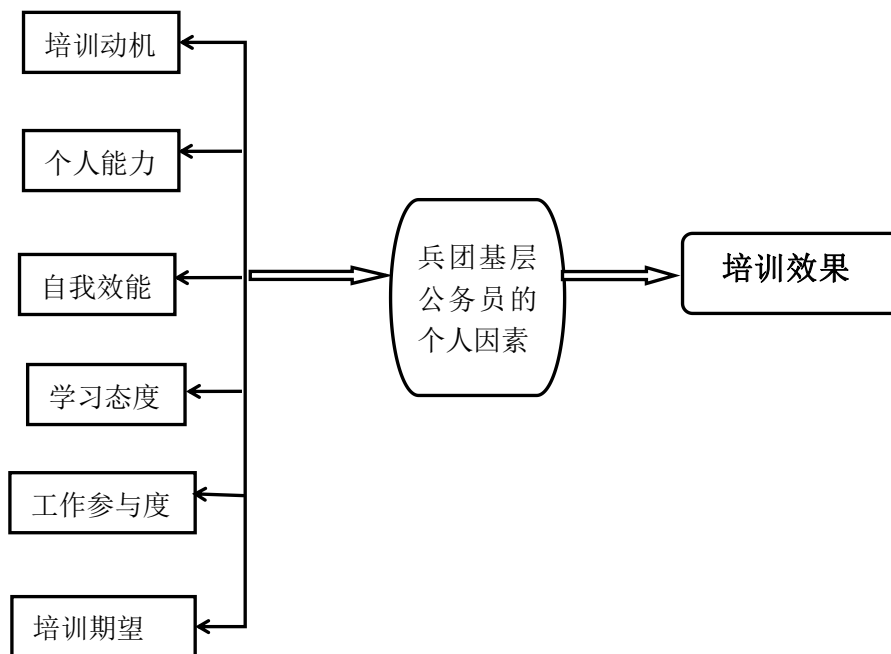 培训动机
个人能力
自我效能
学习态度
工作参与度
培训期望
兵团基层
公务员的
个人因素
培训效果